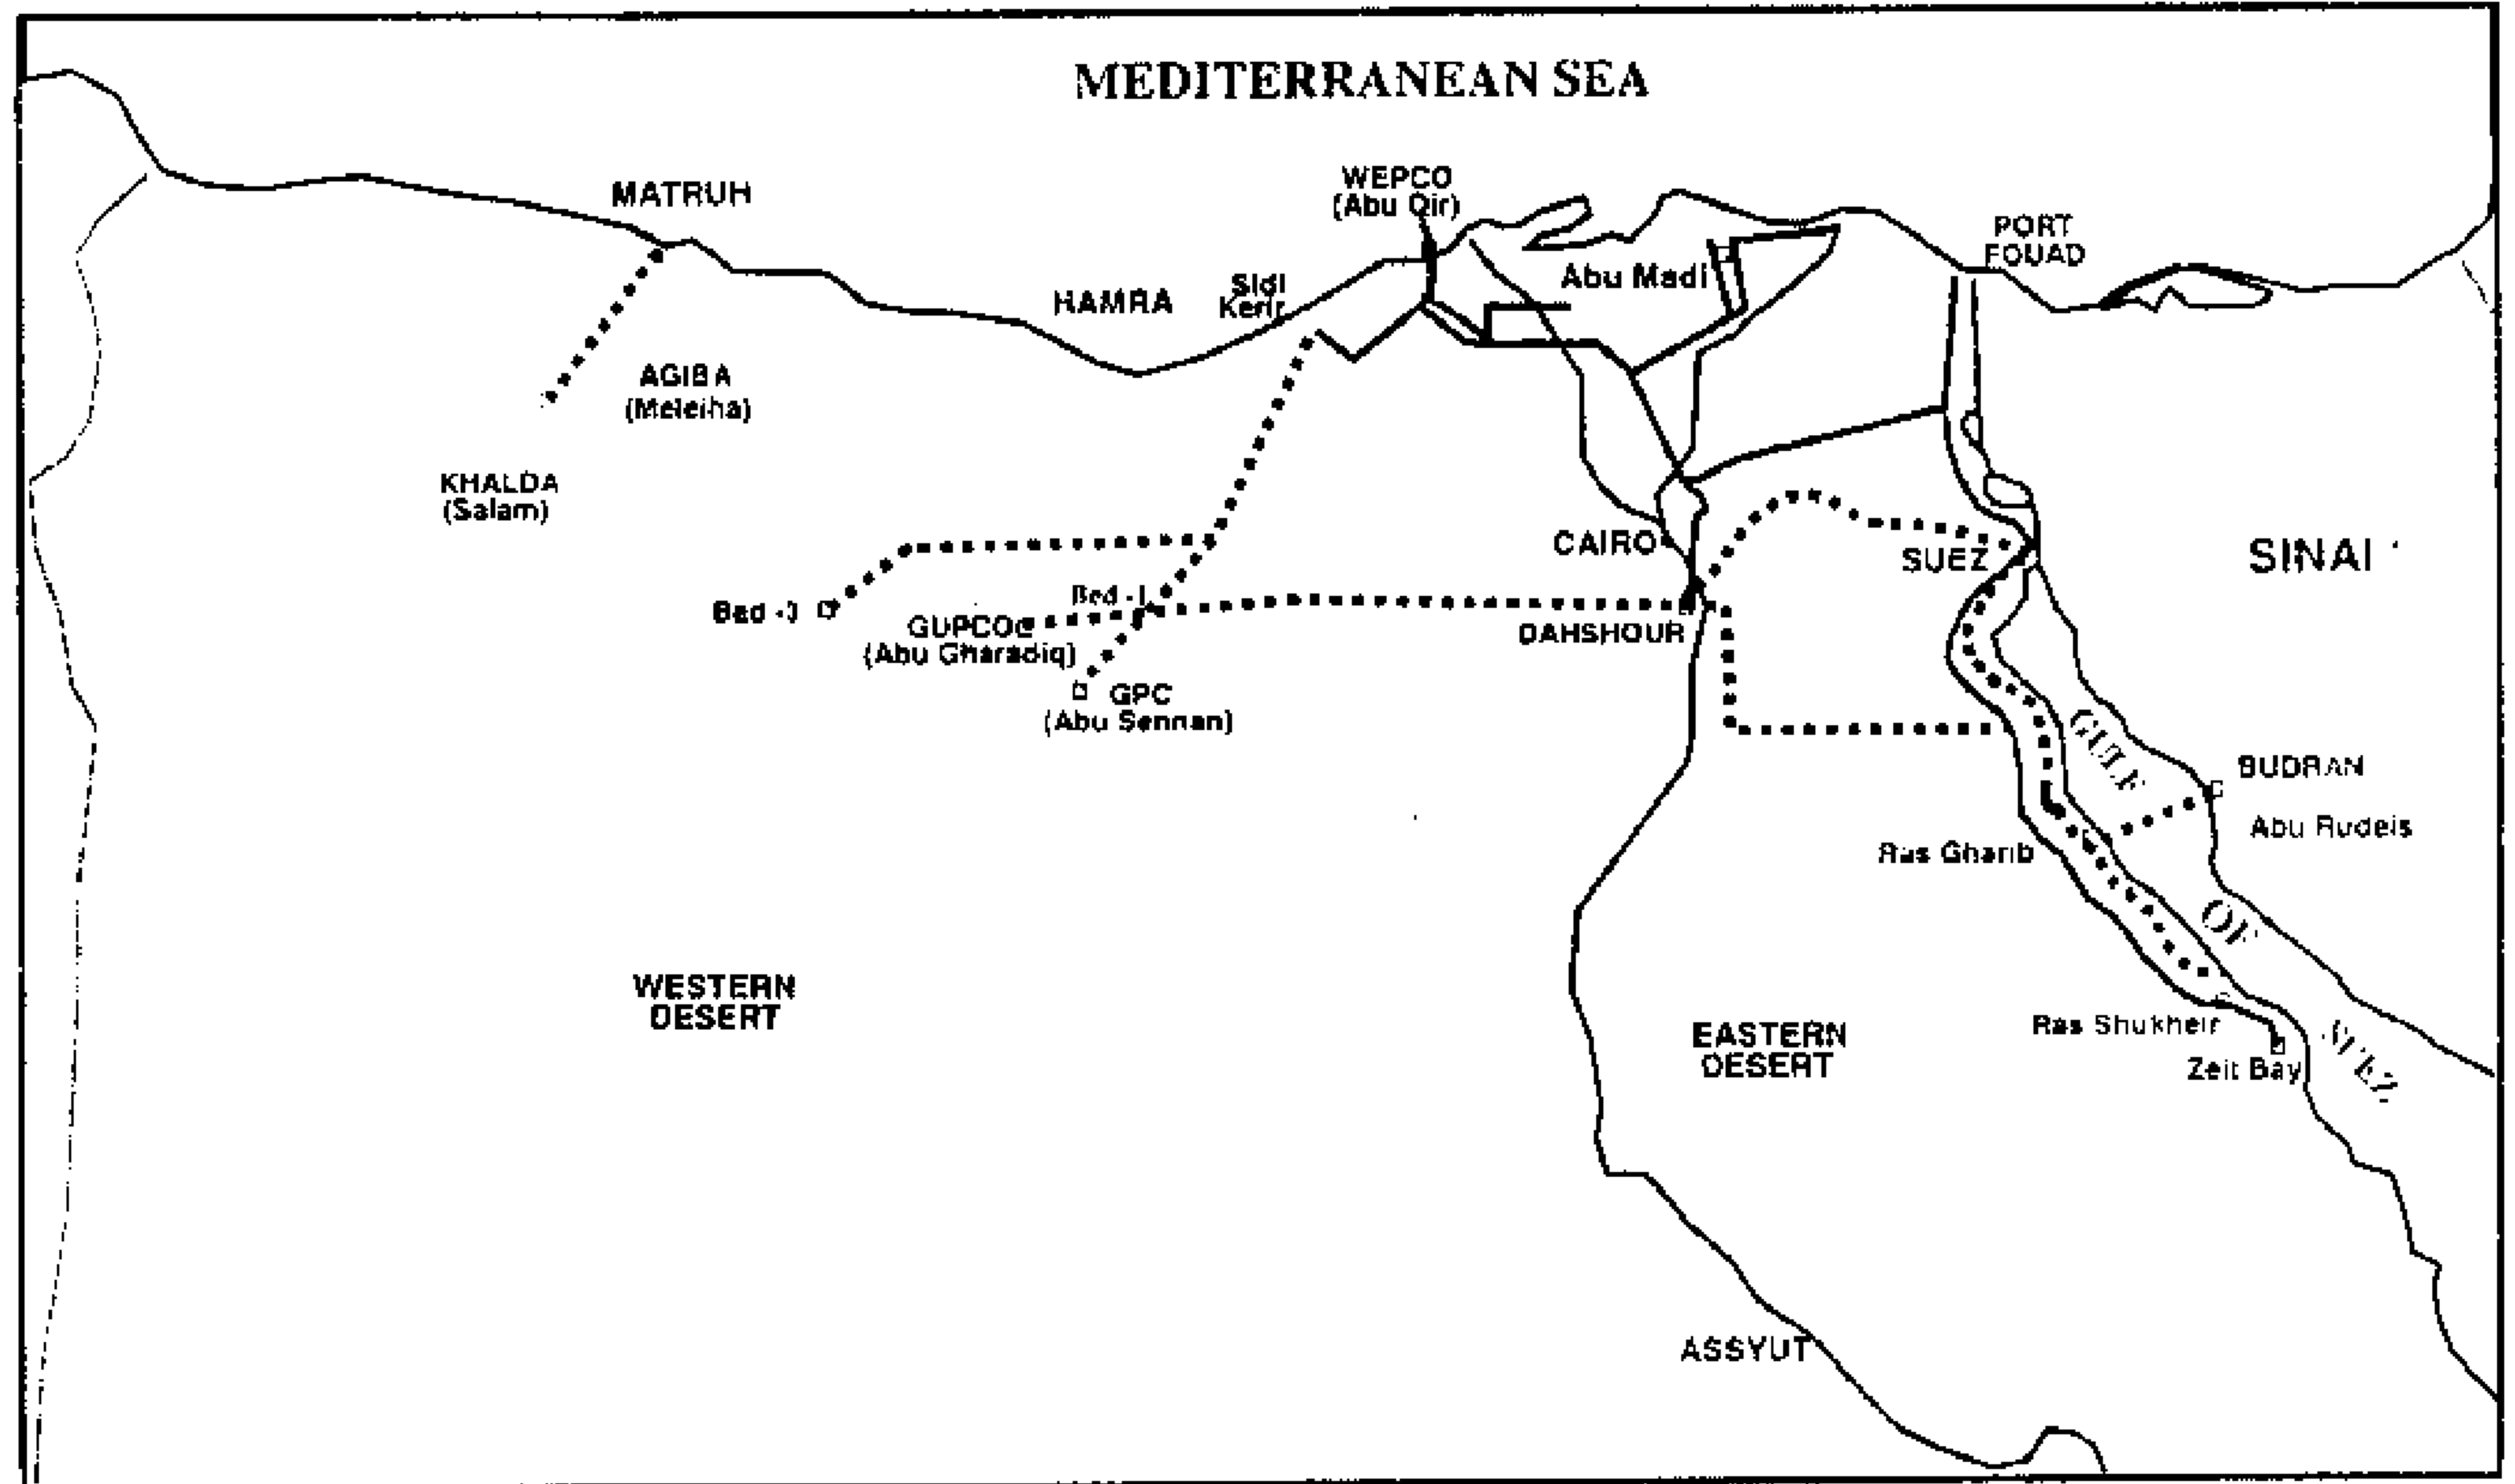 MEDITERRANEAN SEA
MATRUH
WEPCO
(Abu Qir)
PORT
FOUAD
Abu Madi
Sidi
Kerir
HAMRA
AGIBA
(Meleiha)
KHALDA
(Salam)
CAIRO
SUEZ
SINAI
Bed -3
Bed -1
GUPCO
(Abu Gharadiq)
DAHSHOUR
GPC
(Abu Sennan)
GULF
OF
SUEZ
BUDRAN
Abu Rudeis
Ras Gharib
WESTERN
DESERT
Ras Shukheir
EASTERN
DESERT
Zeit Bay
ASSYUT